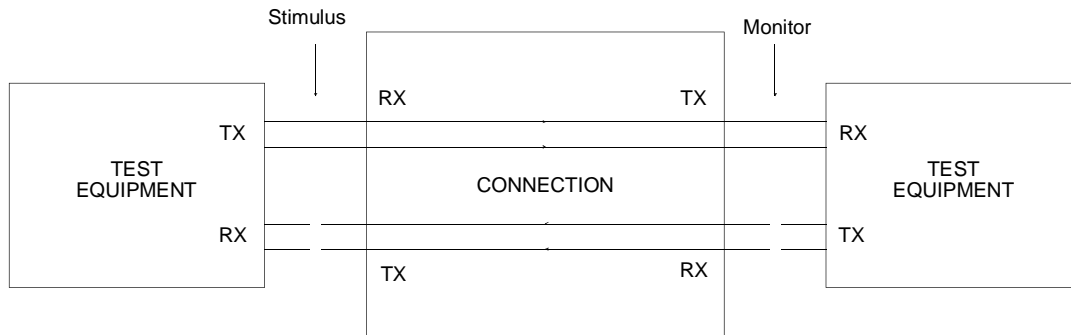 Stimulus
Monitor
RX
TX
TX
RX
TEST
EQUIPMENT
CONNECTION
TEST
EQUIPMENT
RX
TX
TX
RX